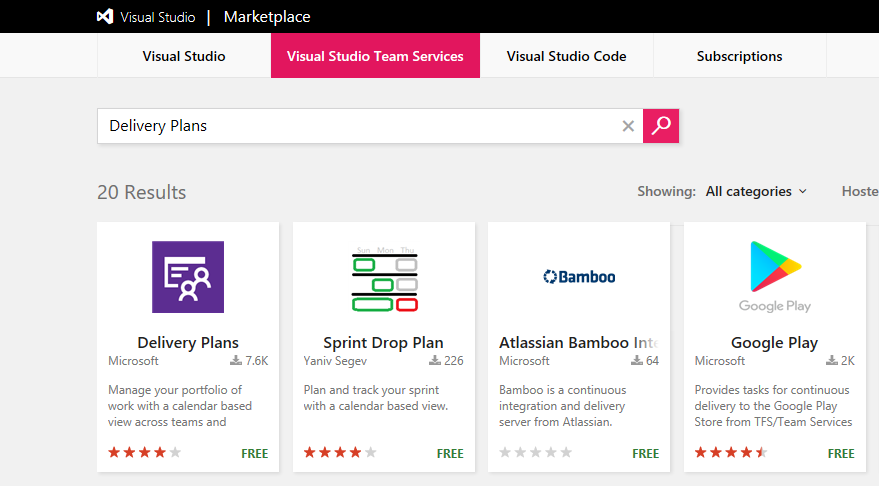 Visual Studio | Marketplace
Visual Studio
Visual Studio Team Services
Visual Studio Code
Subscriptions
Delivery Plans
20 Results
Showing: All categories
Hoste
Delivery Plans
Microsoft 7.6K
Manage your portfolio of
work with a calendar based
view across teams and
FREE
Sun Mon Thu
Sprint Drop Plan
Yaniv Segev 226
Plan and track your sprint
with a calendar based view.
FREE
Bamboo
Atlassian Bamboo Inte
Microsoft 64
Bamboo is a continuous
integration and delivery
server from Atlassian.
FREE
Google Play
Google Play
Microsoft 2K
Provides tasks for continuous
delivery to the Google Play
Store from TFS/Team Services
FREE